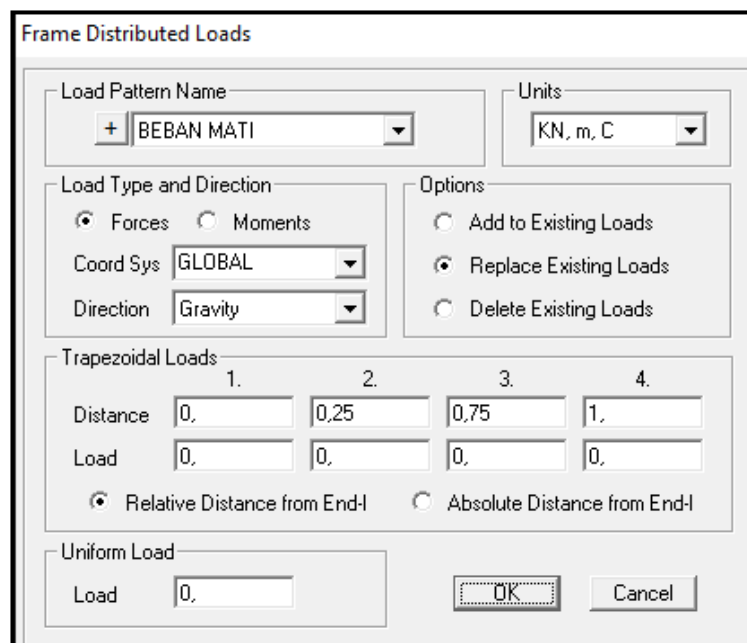 Frame Distributed Loads
Load Pattern Name
+ BEBAN MATI
Units
KN, m, C
Load Type and Direction
Forces Moments
Coord Sys GLOBAL
Direction Gravity
Options
Add to Existing Loads
Replace Existing Loads
Delete Existing Loads
Trapezoidal Loads
1. 2. 3. 4.
Distance 0, 0,25 0,75 1,
Load 0, 0, 0, 0,
Relative Distance from End-I Absolute Distance from End-I
Uniform Load
Load 0,
OK Cancel